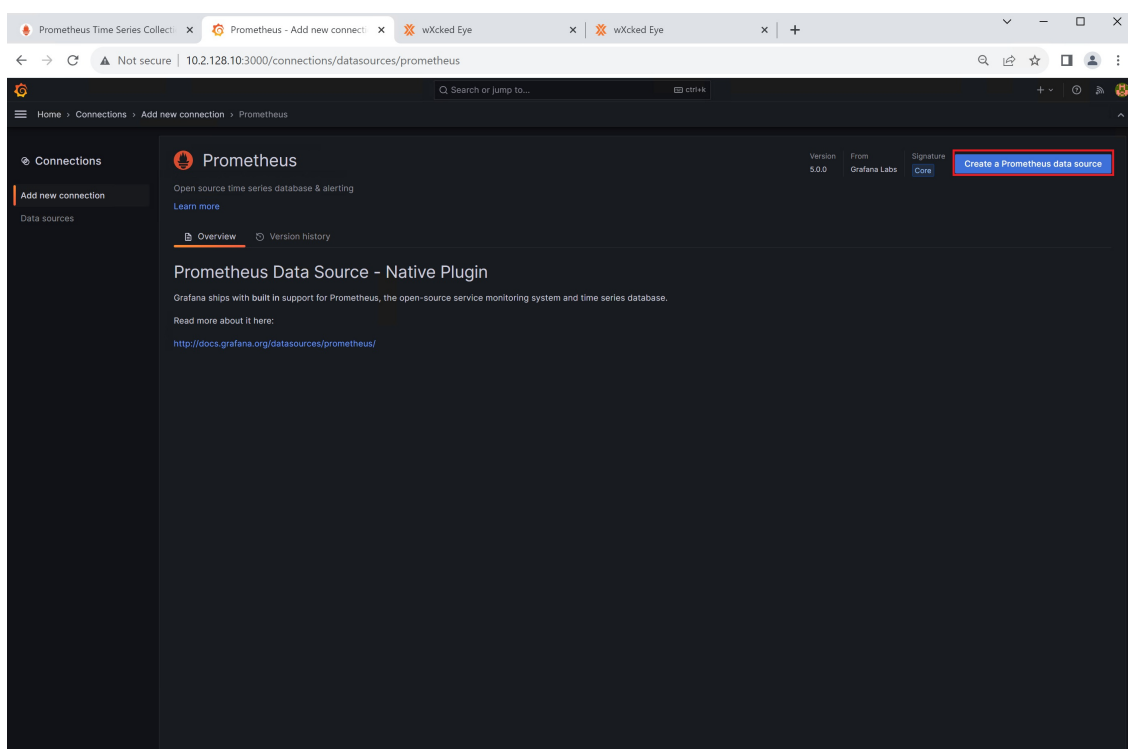 Prometheus Time Series Collecti
Prometheus - Add new connecti
wXcked Eye
wXcked Eye
Not secure
10.2.128.10:3000/connections/datasources/prometheus
Search or jump to...
ctrl+k
Home › Connections › Add new connection › Prometheus
Connections
Add new connection
Data sources
Prometheus
Open source time series database & alerting
Learn more
Version
5.0.0
From
Grafana Labs
Signature
Core
Create a Prometheus data source
Overview
Version history
Prometheus Data Source - Native Plugin
Grafana ships with built in support for Prometheus, the open-source service monitoring system and time series database.
Read more about it here:
http://docs.grafana.org/datasources/prometheus/